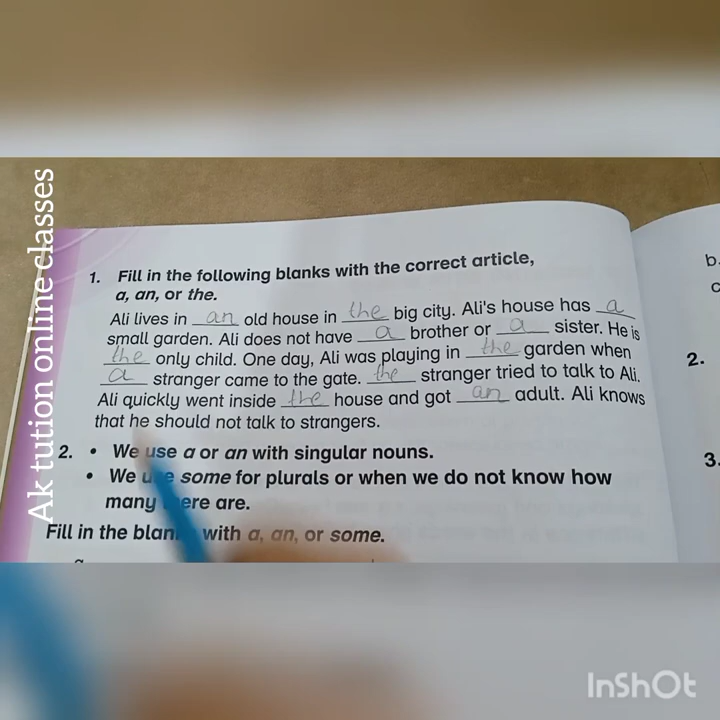 Ak tution online classes
1. Fill in the following blanks with the correct article,
a, an, or the.
Ali lives in an old house in the big city. Ali's house has a
small garden. Ali does not have a brother or a sister. He is
the only child. One day, Ali was playing in the garden when
a stranger came to the gate. the stranger tried to talk to Ali.
Ali quickly went inside the house and got an adult. Ali knows
that he should not talk to strangers.
2. • We use a or an with singular nouns.
• We use some for plurals or when we do not know how
many there are.
Fill in the blanks with a, an, or some.
b.
c
2.
3.
InShOt